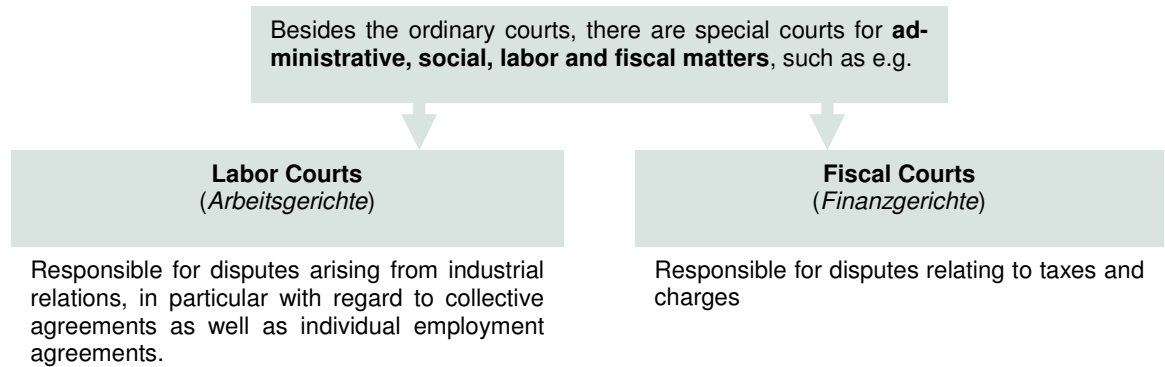 Besides the ordinary courts, there are special courts for ad-
ministrative, social, labor and fiscal matters, such as e.g.
Labor Courts
(Arbeitsgerichte)
Responsible for disputes arising from industrial
relations, in particular with regard to collective
agreements as well as individual employment
agreements.
Fiscal Courts
(Finanzgerichte)
Responsible for disputes relating to taxes and
charges